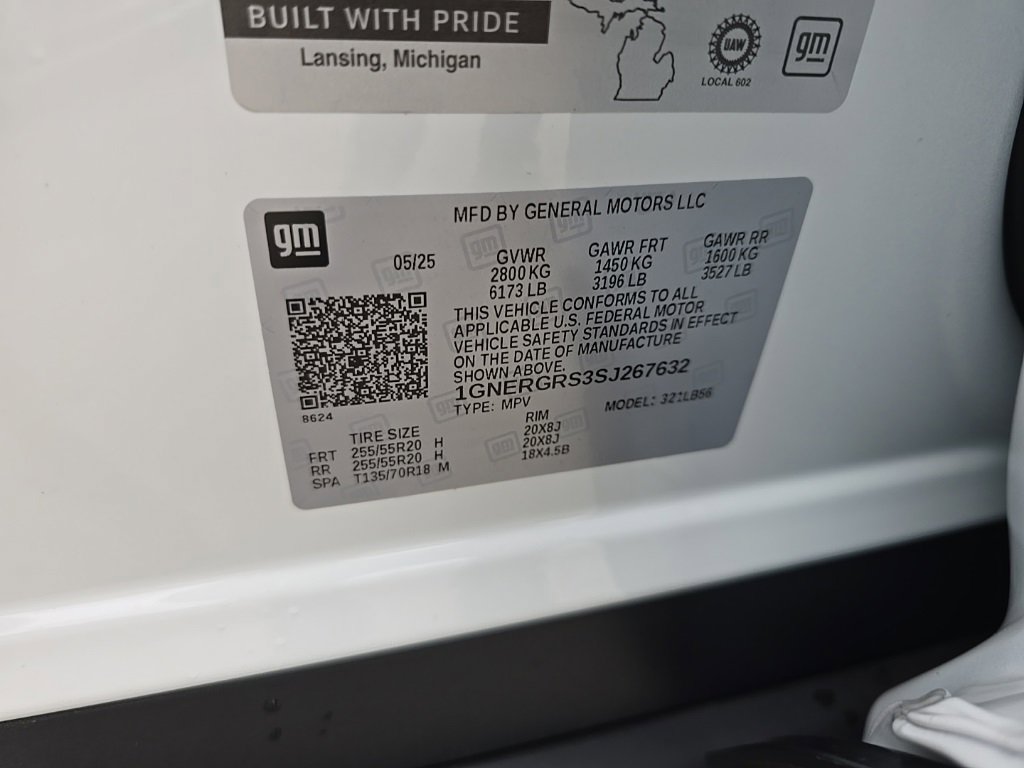 BUILT WITH PRIDE
Lansing, Michigan
UAW
LOCAL 602
gm
gm
MFD BY GENERAL MOTORS LLC
05/25
GVWR
2800 KG
6173 LB
GAWR FRT
1450 KG
3196 LB
GAWR RR
1600 KG
3527 LB
THIS VEHICLE CONFORMS TO ALL
APPLICABLE U.S. FEDERAL MOTOR
VEHICLE SAFETY STANDARDS IN EFFECT
ON THE DATE OF MANUFACTURE
SHOWN ABOVE.
1GNERGRS3SJ267632
TYPE: MPV
MODEL: 321LB56
8624
TIRE SIZE RIM
FRT 255/55R20 H 20X8J
RR 255/55R20 H 20X8J
SPA T135/70R18 M 18X4.5B